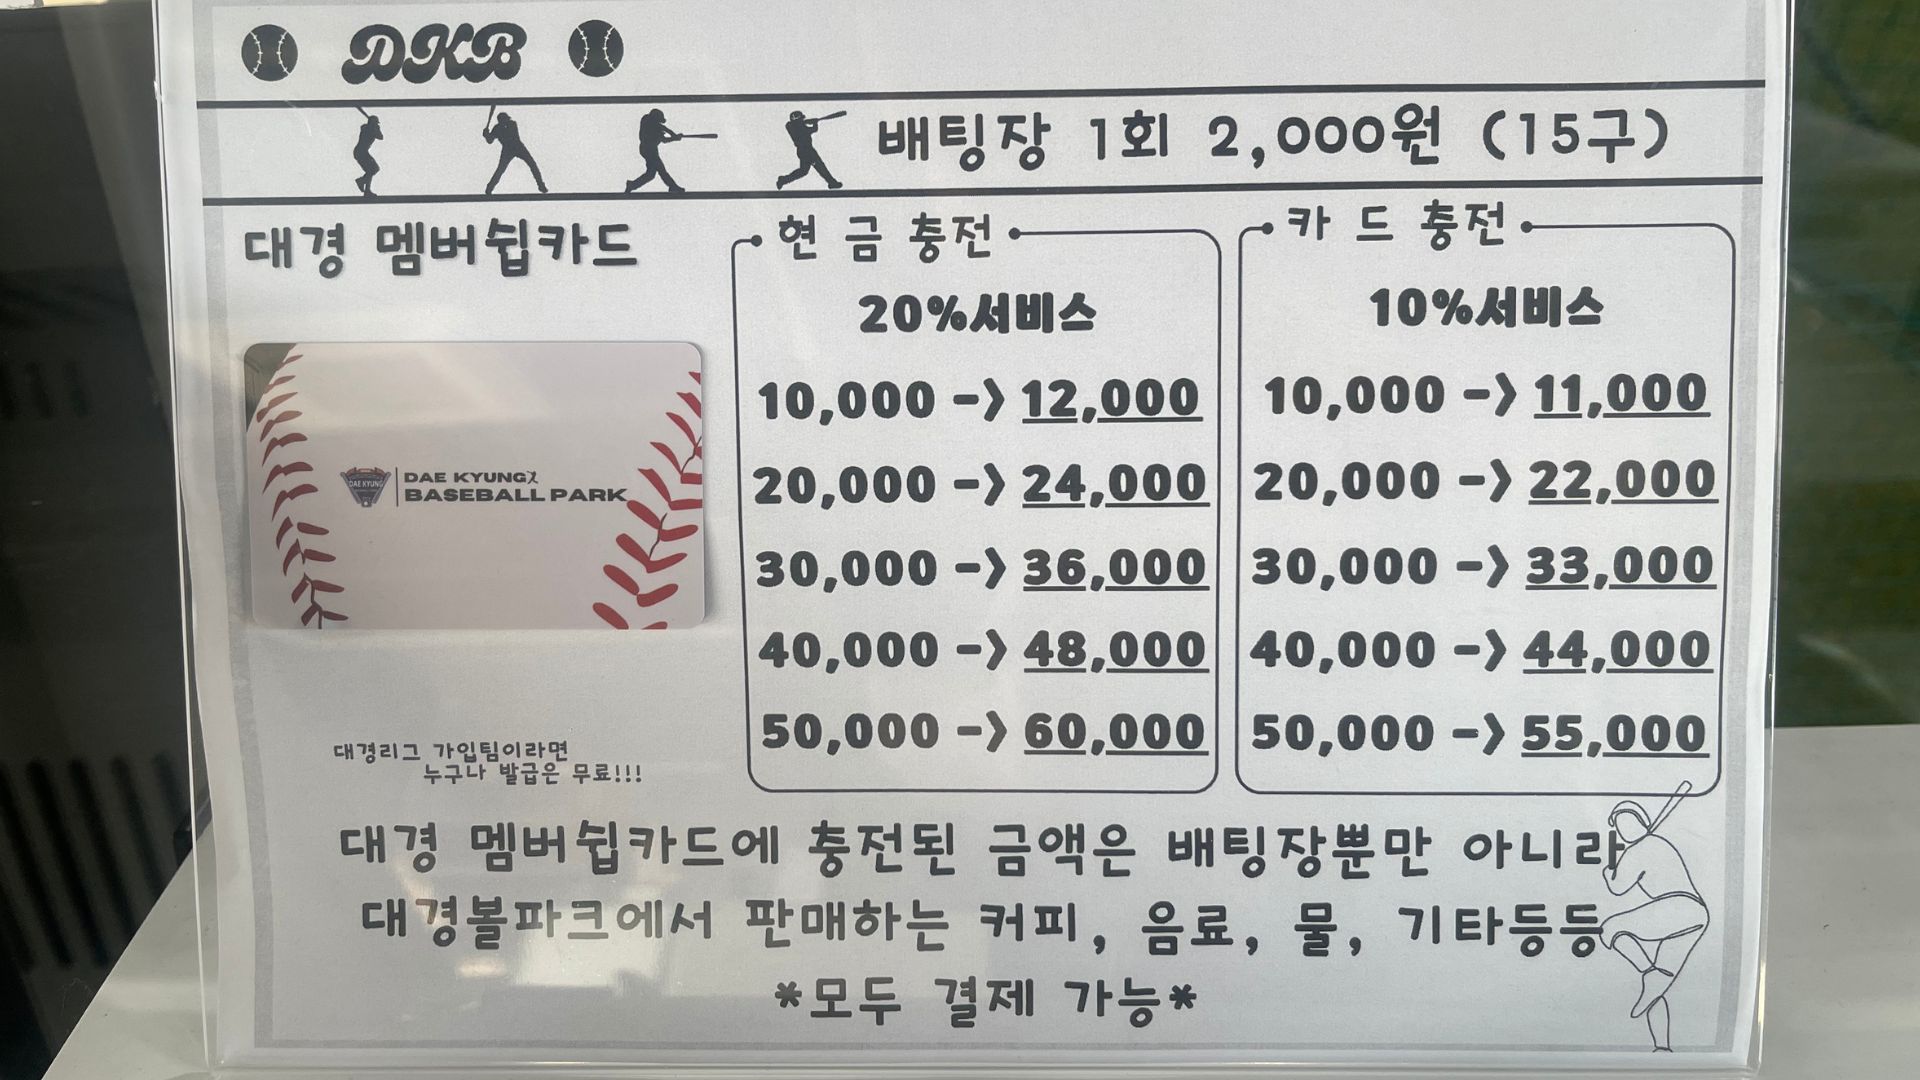 DKB
배팅장 1회 2,000원 (15구)
대경 멤버쉽카드
DAE KYUNG
DAE KYUNG
BASEBALL PARK
대경리그 가입팀이라면
누구나 발급은 무료!!!
현금충전
20%서비스
10,000 -> 12,000
20,000 -> 24,000
30,000 -> 36,000
40,000 -> 48,000
50,000 -> 60,000
카드충전
10%서비스
10,000 -> 11,000
20,000 -> 22,000
30,000 -> 33,000
40,000 -> 44,000
50,000 -> 55,000
대경 멤버쉽카드에 충전된 금액은 배팅장뿐만 아니라
대경볼파크에서 판매하는 커피, 음료, 물, 기타등등
*모두 결제 가능*